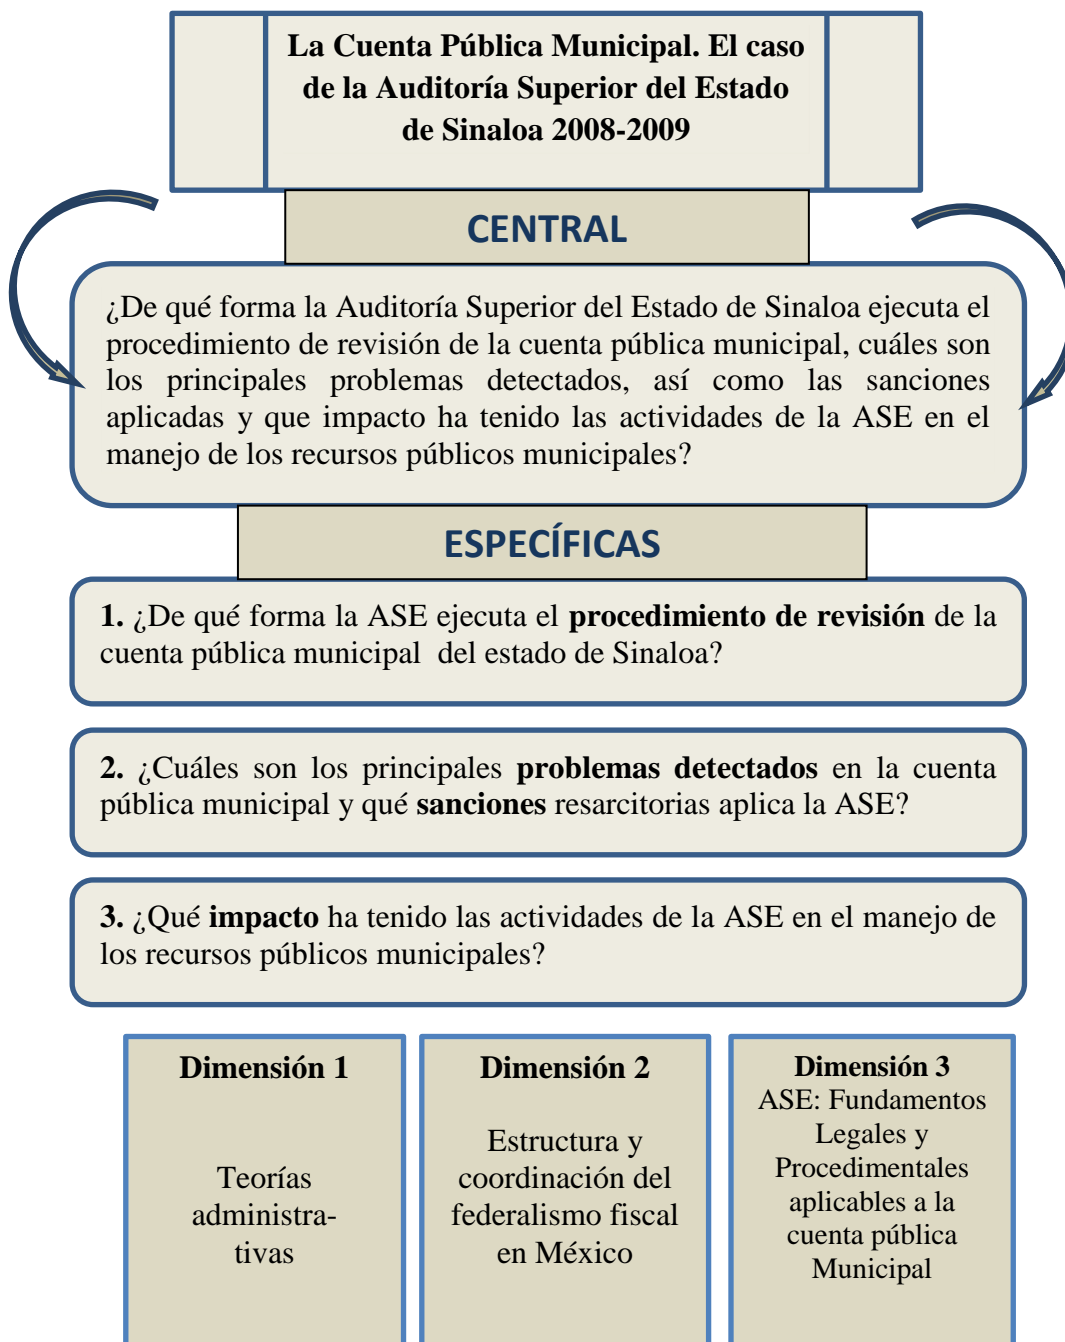 La Cuenta Pública Municipal. El caso
de la Auditoría Superior del Estado
de Sinaloa 2008-2009
CENTRAL
¿De qué forma la Auditoría Superior del Estado de Sinaloa ejecuta el
procedimiento de revisión de la cuenta pública municipal, cuáles son
los principales problemas detectados, así como las sanciones
aplicadas y que impacto ha tenido las actividades de la ASE en el
manejo de los recursos públicos municipales?
ESPECÍFICAS
1. ¿De qué forma la ASE ejecuta el procedimiento de revisión de la
cuenta pública municipal del estado de Sinaloa?
2. ¿Cuáles son los principales problemas detectados en la cuenta
pública municipal y qué sanciones resarcitorias aplica la ASE?
3. ¿Qué impacto ha tenido las actividades de la ASE en el manejo de
los recursos públicos municipales?
Dimensión 1
Teorías
administra-
tivas
Dimensión 2
Estructura y
coordinación del
federalismo fiscal
en México
Dimensión 3
ASE: Fundamentos
Legales y
Procedimentales
aplicables a la
cuenta pública
Municipal